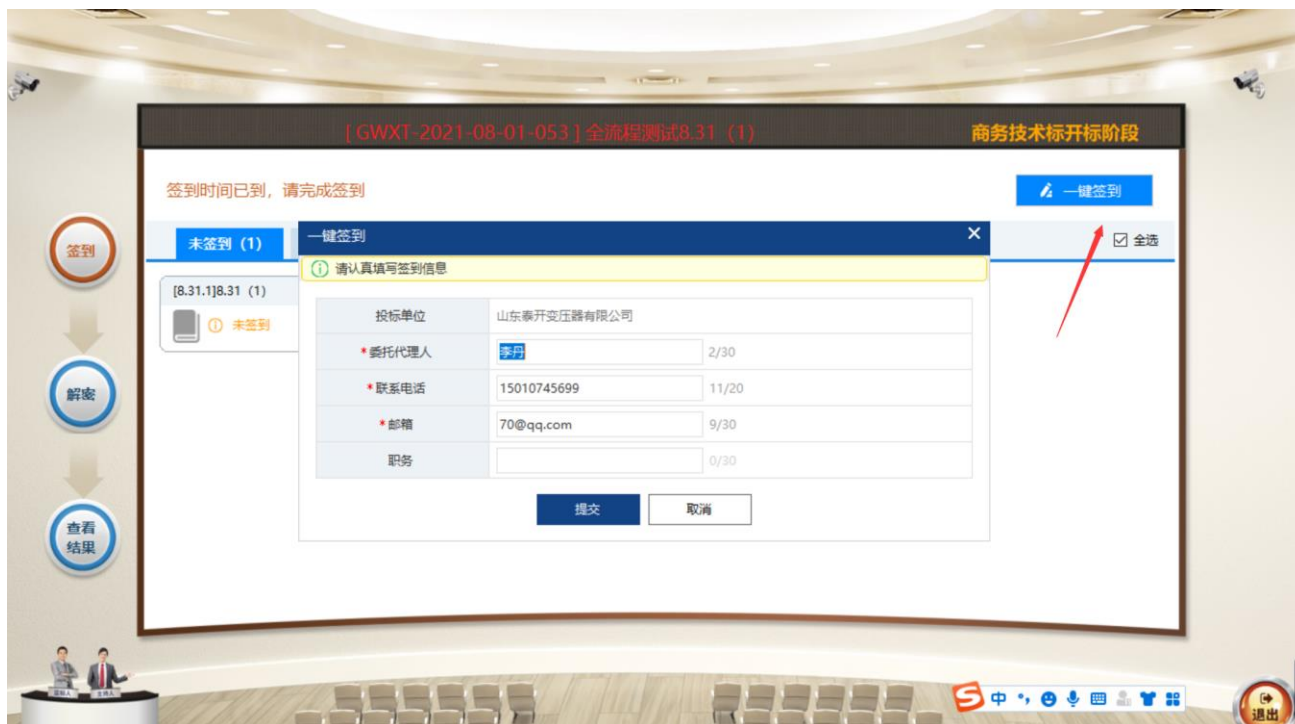 [ GWXT-2021-08-01-053 ] 全流程测试8.31（1）
商务技术标开标阶段
签到时间已到，请完成签到
一键签到
签到
未签到（1）
一键签到
全选
请认真填写签到信息
[8.31.1]8.31（1）
未签到
投标单位 山东泰开变压器有限公司
*委托代理人 李丹 2/30
*联系电话 15010745699 11/20
*邮箱 70@qq.com 9/30
职务 0/30
提交 取消
解密
查看
结果
主持人
中
退出